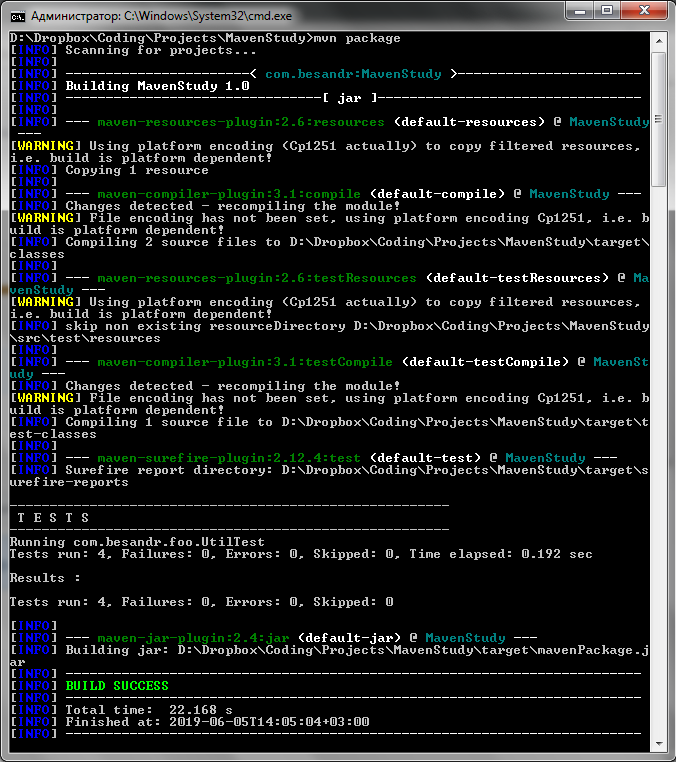 Администратор: C:\Windows\System32\cmd.exe
D:\Dropbox\Coding\Projects\MavenStudy>mvn package
[INFO] Scanning for projects...
[INFO]
[INFO] -----------------------< com.besandr:MavenStudy >-----------------------
[INFO] Building MavenStudy 1.0
[INFO] --------------------------------[ jar ]---------------------------------
[INFO]
[INFO] --- maven-resources-plugin:2.6:resources (default-resources) @ MavenStudy
 ---
[WARNING] Using platform encoding (Cp1251 actually) to copy filtered resources,
i.e. build is platform dependent!
[INFO] Copying 1 resource
[INFO]
[INFO] --- maven-compiler-plugin:3.1:compile (default-compile) @ MavenStudy ---
[INFO] Changes detected - recompiling the module!
[WARNING] File encoding has not been set, using platform encoding Cp1251, i.e. b
uild is platform dependent!
[INFO] Compiling 2 source files to D:\Dropbox\Coding\Projects\MavenStudy\target\
classes
[INFO]
[INFO] --- maven-resources-plugin:2.6:testResources (default-testResources) @ Ma
venStudy ---
[WARNING] Using platform encoding (Cp1251 actually) to copy filtered resources,
i.e. build is platform dependent!
[INFO] skip non existing resourceDirectory D:\Dropbox\Coding\Projects\MavenStudy
\src\test\resources
[INFO]
[INFO] --- maven-compiler-plugin:3.1:testCompile (default-testCompile) @ MavenSt
udy ---
[INFO] Changes detected - recompiling the module!
[WARNING] File encoding has not been set, using platform encoding Cp1251, i.e. b
uild is platform dependent!
[INFO] Compiling 1 source file to D:\Dropbox\Coding\Projects\MavenStudy\target\t
est-classes
[INFO]
[INFO] --- maven-surefire-plugin:2.12.4:test (default-test) @ MavenStudy ---
[INFO] Surefire report directory: D:\Dropbox\Coding\Projects\MavenStudy\target\s
urefire-reports
-------------------------------------------------------
 T E S T S
-------------------------------------------------------
Running com.besandr.foo.UtilTest
Tests run: 4, Failures: 0, Errors: 0, Skipped: 0, Time elapsed: 0.192 sec
Results :
Tests run: 4, Failures: 0, Errors: 0, Skipped: 0
[INFO]
[INFO] --- maven-jar-plugin:2.4:jar (default-jar) @ MavenStudy ---
[INFO] Building jar: D:\Dropbox\Coding\Projects\MavenStudy\target\mavenPackage.j
ar
[INFO] ------------------------------------------------------------------------
[INFO] BUILD SUCCESS
[INFO] ------------------------------------------------------------------------
[INFO] Total time:  22.168 s
[INFO] Finished at: 2019-06-05T14:05:04+03:00
[INFO] ------------------------------------------------------------------------